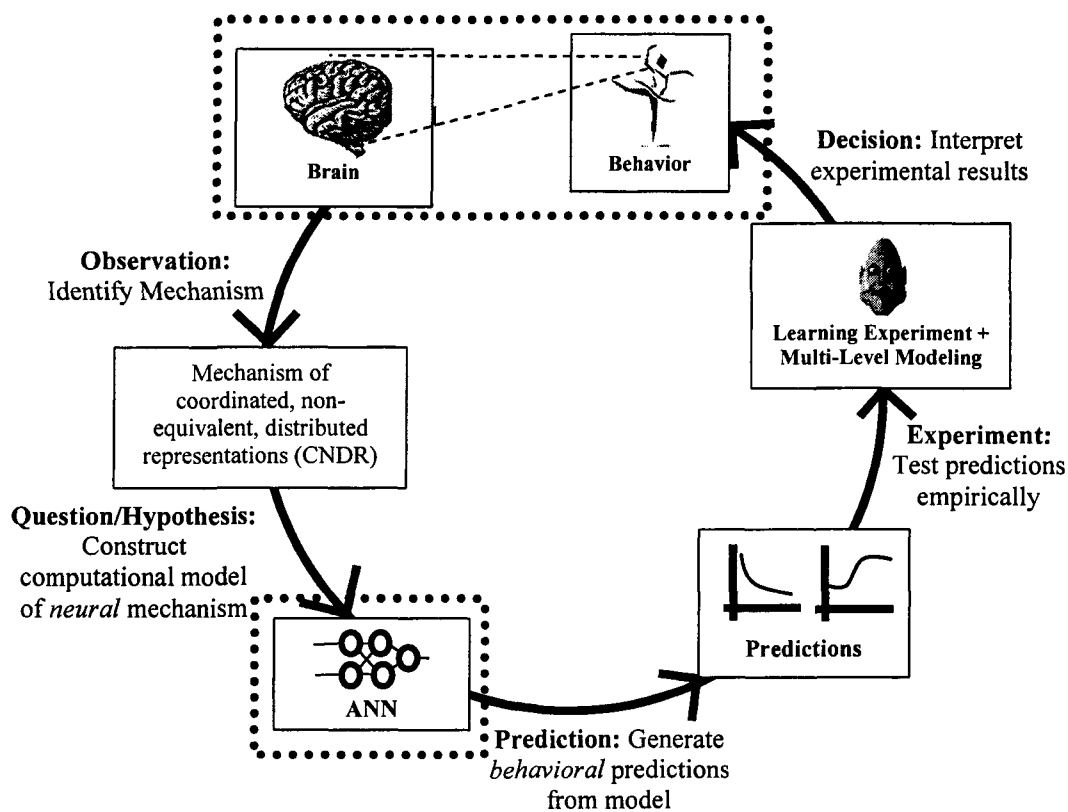 Brain
Behavior
Decision: Interpret
experimental results
Observation:
Identify Mechanism
Learning Experiment +
Multi-Level Modeling
Mechanism of
coordinated, non-
equivalent, distributed
representations (CNDR)
Experiment:
Test predictions
empirically
Question/Hypothesis:
Construct
computational model
of neural mechanism
Predictions
ANN
Prediction: Generate
behavioral predictions
from model